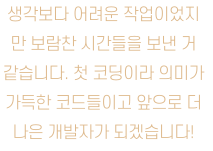 생각보다 어려운 작업이었지
만 보람찬 시간들을 보낸 거
같습니다. 첫 코딩이라 의미가
가득한 코드들이고 앞으로 더
나은 개발자가 되겠습니다!